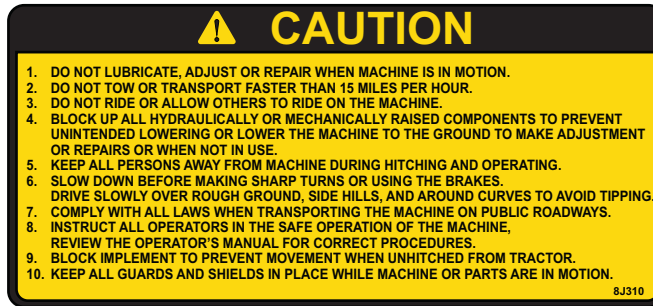 CAUTION
1. DO NOT LUBRICATE, ADJUST OR REPAIR WHEN MACHINE IS IN MOTION.
2. DO NOT TOW OR TRANSPORT FASTER THAN 15 MILES PER HOUR.
3. DO NOT RIDE OR ALLOW OTHERS TO RIDE ON THE MACHINE.
4. BLOCK UP ALL HYDRAULICALLY OR MECHANICALLY RAISED COMPONENTS TO PREVENT
UNINTENDED LOWERING OR LOWER THE MACHINE TO THE GROUND TO MAKE ADJUSTMENT
OR REPAIRS OR WHEN NOT IN USE.
5. KEEP ALL PERSONS AWAY FROM MACHINE DURING HITCHING AND OPERATING.
6. SLOW DOWN BEFORE MAKING SHARP TURNS OR USING THE BRAKES.
DRIVE SLOWLY OVER ROUGH GROUND, SIDE HILLS, AND AROUND CURVES TO AVOID TIPPING.
7. COMPLY WITH ALL LAWS WHEN TRANSPORTING THE MACHINE ON PUBLIC ROADWAYS.
8. INSTRUCT ALL OPERATORS IN THE SAFE OPERATION OF THE MACHINE,
REVIEW THE OPERATOR'S MANUAL FOR CORRECT PROCEDURES.
9. BLOCK IMPLEMENT TO PREVENT MOVEMENT WHEN UNHITCHED FROM TRACTOR.
10. KEEP ALL GUARDS AND SHIELDS IN PLACE WHILE MACHINE OR PARTS ARE IN MOTION.
8J310